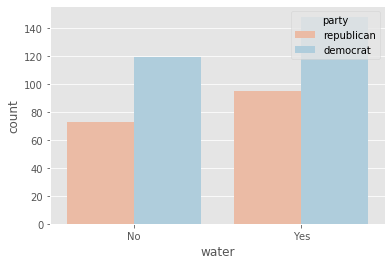 party
republican
democrat
140
120
100
80
60
40
20
0
count
No
Yes
water